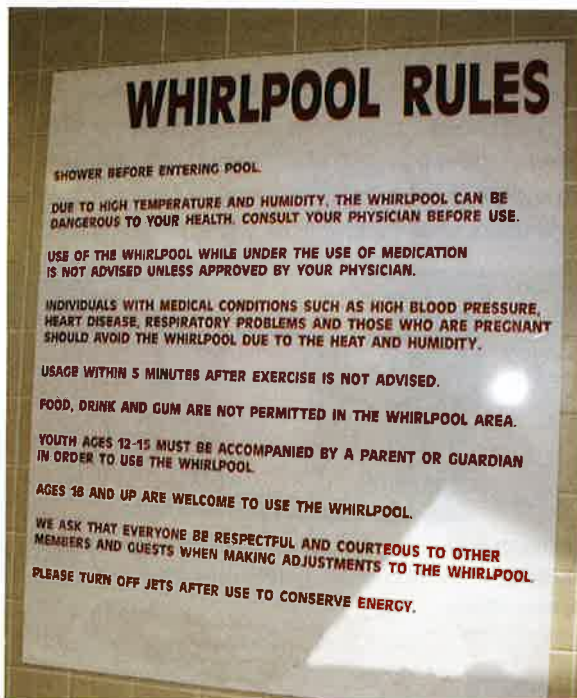 WHIRLPOOL RULES
SHOWER BEFORE ENTERING POOL.
DUE TO HIGH TEMPERATURE AND HUMIDITY, THE WHIRLPOOL CAN BE
DANGEROUS TO YOUR HEALTH. CONSULT YOUR PHYSICIAN BEFORE USE.
USE OF THE WHIRLPOOL WHILE UNDER THE USE OF MEDICATION
IS NOT ADVISED UNLESS APPROVED BY YOUR PHYSICIAN.
INDIVIDUALS WITH MEDICAL CONDITIONS SUCH AS HIGH BLOOD PRESSURE,
HEART DISEASE, RESPIRATORY PROBLEMS AND THOSE WHO ARE PREGNANT
SHOULD AVOID THE WHIRLPOOL DUE TO THE HEAT AND HUMIDITY.
USAGE WITHIN 5 MINUTES AFTER EXERCISE IS NOT ADVISED.
FOOD, DRINK AND GUM ARE NOT PERMITTED IN THE WHIRLPOOL AREA.
YOUTH AGES 12-15 MUST BE ACCOMPANIED BY A PARENT OR GUARDIAN
IN ORDER TO USE THE WHIRLPOOL.
AGES 16 AND UP ARE WELCOME TO USE THE WHIRLPOOL.
WE ASK THAT EVERYONE BE RESPECTFUL AND COURTEOUS TO OTHER
MEMBERS AND GUESTS WHEN MAKING ADJUSTMENTS TO THE WHIRLPOOL.
PLEASE TURN OFF JETS AFTER USE TO CONSERVE ENERGY.